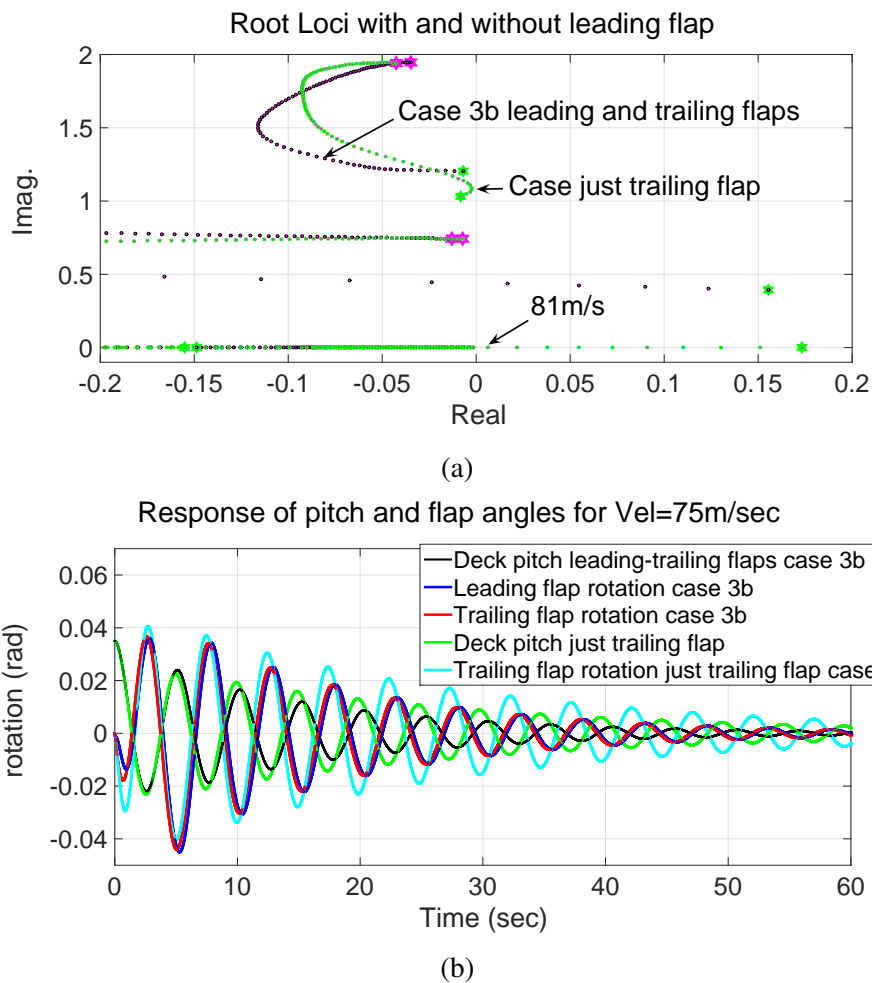 Root Loci with and without leading flap
2
1.5
1
0.5
0
Imag.
Case 3b leading and trailing flaps
Case just trailing flap
81m/s
-0.2 -0.15 -0.1 -0.05 0 0.05 0.1 0.15 0.2
Real
(a)
Response of pitch and flap angles for Vel=75m/sec
0.06
0.04
0.02
0
-0.02
-0.04
rotation (rad)
Deck pitch leading-trailing flaps case 3b
Leading flap rotation case 3b
Trailing flap rotation case 3b
Deck pitch just trailing flap
Trailing flap rotation just trailing flap case
0 10 20 30 40 50 60
Time (sec)
(b)